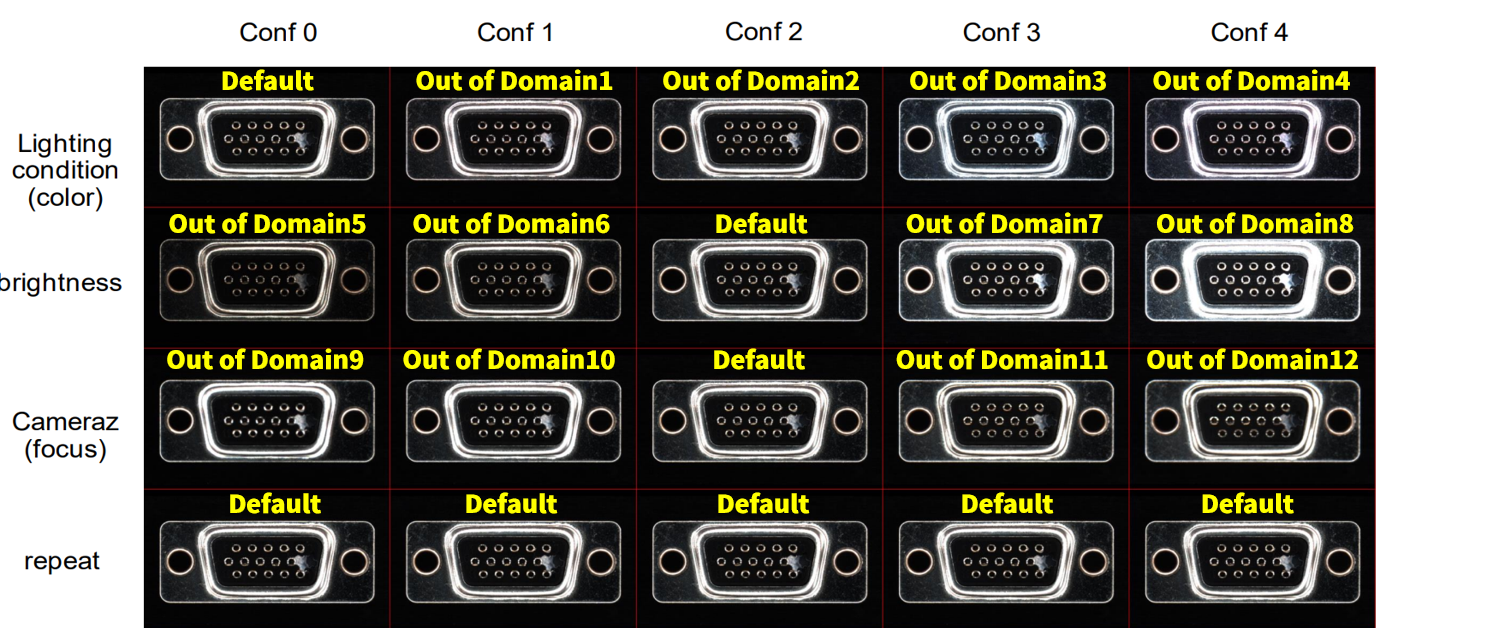 Conf 0 Conf 1 Conf 2 Conf 3 Conf 4
Default Out of Domain1 Out of Domain2 Out of Domain3 Out of Domain4
Lighting
condition
(color)
Out of Domain5 Out of Domain6 Default Out of Domain7 Out of Domain8
brightness
Out of Domain9 Out of Domain10 Default Out of Domain11 Out of Domain12
Cameraz
(focus)
Default Default Default Default Default
repeat